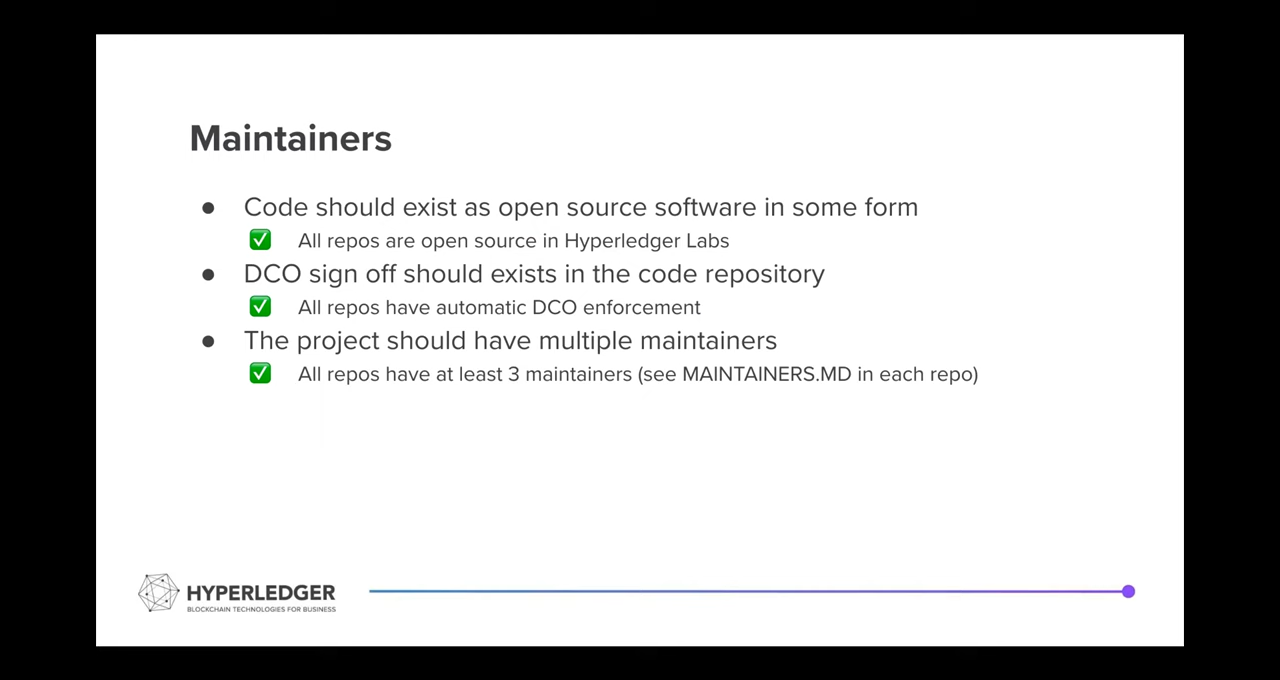 Maintainers
● Code should exist as open source software in some form
✅ All repos are open source in Hyperledger Labs
● DCO sign off should exists in the code repository
✅ All repos have automatic DCO enforcement
● The project should have multiple maintainers
✅ All repos have at least 3 maintainers (see MAINTAINERS.MD in each repo)
HYPERLEDGER
BLOCKCHAIN TECHNOLOGIES FOR BUSINESS